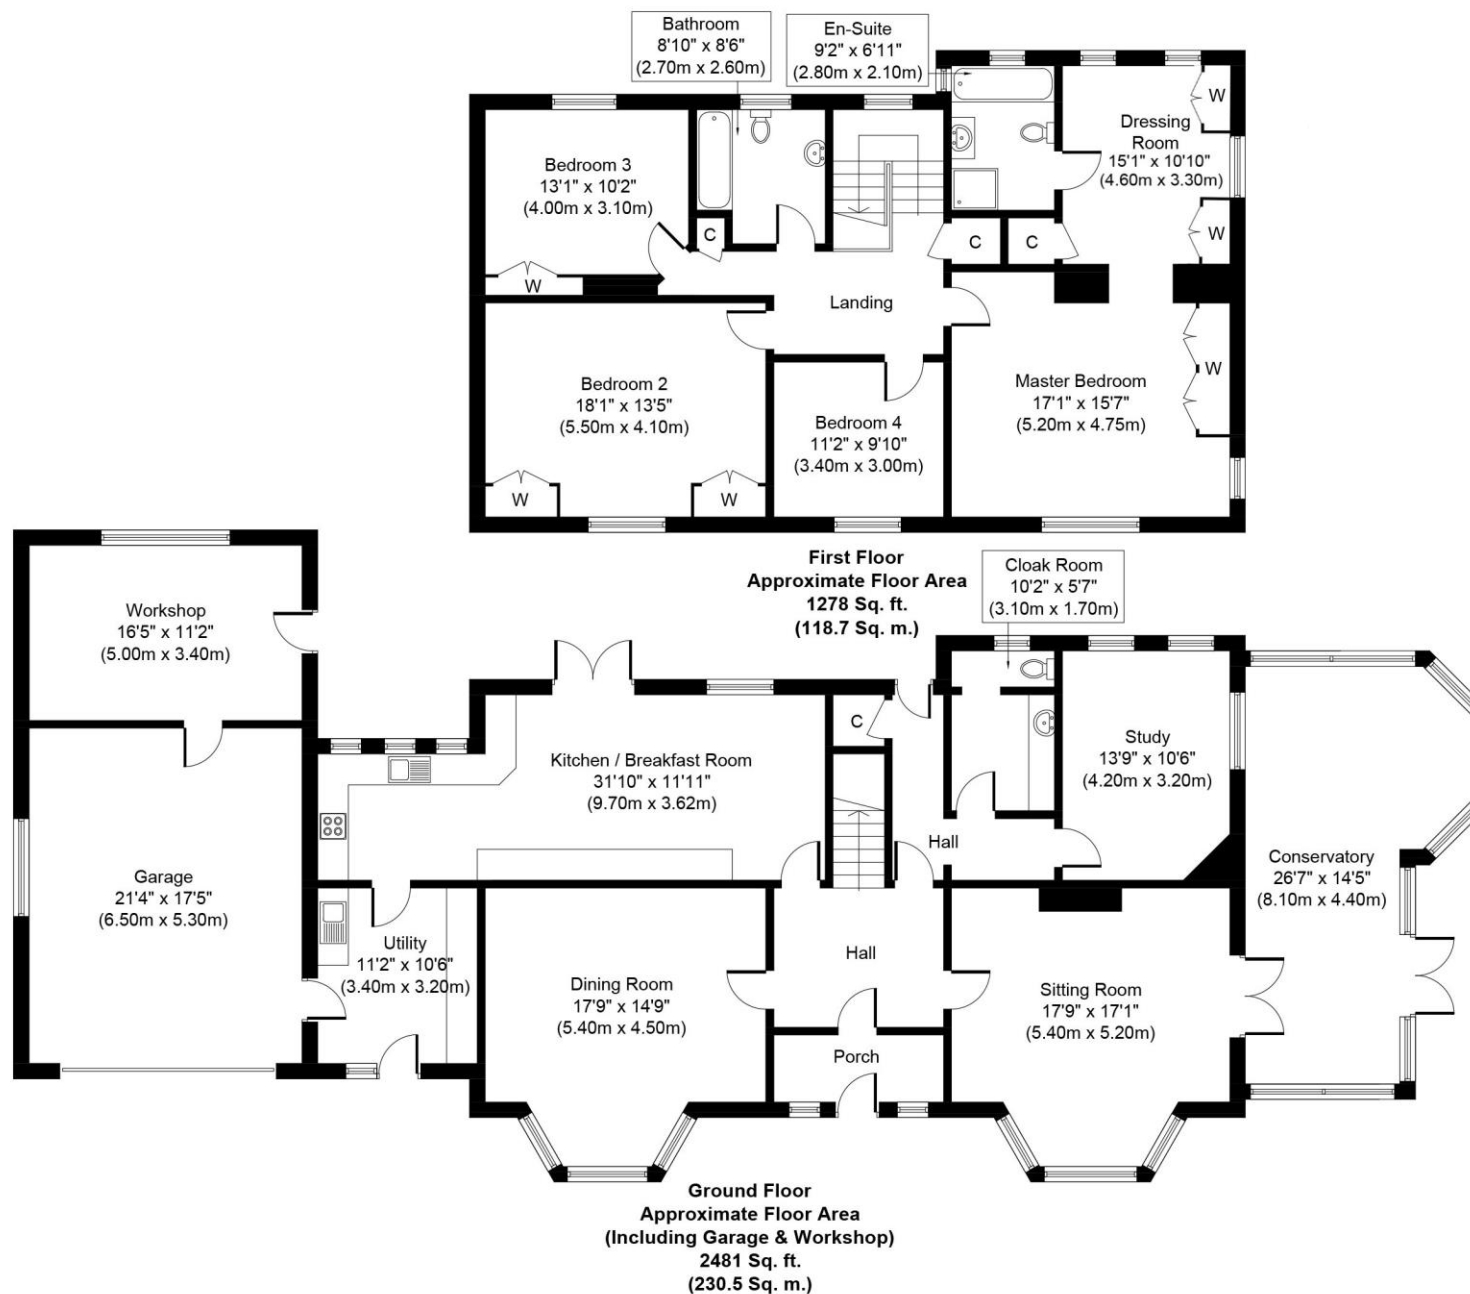 Bathroom
8'10" x 8'6"
(2.70m x 2.60m)
En-Suite
9'2" x 6'11"
(2.80m x 2.10m)
W
Dressing
Room
15'1" x 10'10"
(4.60m x 3.30m)
Bedroom 3
13'1" x 10'2"
(4.00m x 3.10m)
C
C
C
W
W
Landing
Bedroom 2
18'1" x 13'5"
(5.50m x 4.10m)
Master Bedroom
17'1" x 15'7"
(5.20m x 4.75m)
W
Bedroom 4
11'2" x 9'10"
(3.40m x 3.00m)
W
W
First Floor
Approximate Floor Area
1278 Sq. ft.
(118.7 Sq. m.)
Cloak Room
10'2" x 5'7"
(3.10m x 1.70m)
Workshop
16'5" x 11'2"
(5.00m x 3.40m)
C
Kitchen / Breakfast Room
31'10" x 11'11"
(9.70m x 3.62m)
Study
13'9" x 10'6"
(4.20m x 3.20m)
Hall
Conservatory
26'7" x 14'5"
(8.10m x 4.40m)
Garage
21'4" x 17'5"
(6.50m x 5.30m)
Utility
11'2" x 10'6"
(3.40m x 3.20m)
Dining Room
17'9" x 14'9"
(5.40m x 4.50m)
Hall
Sitting Room
17'9" x 17'1"
(5.40m x 5.20m)
Porch
Ground Floor
Approximate Floor Area
(Including Garage & Workshop)
2481 Sq. ft.
(230.5 Sq. m.)